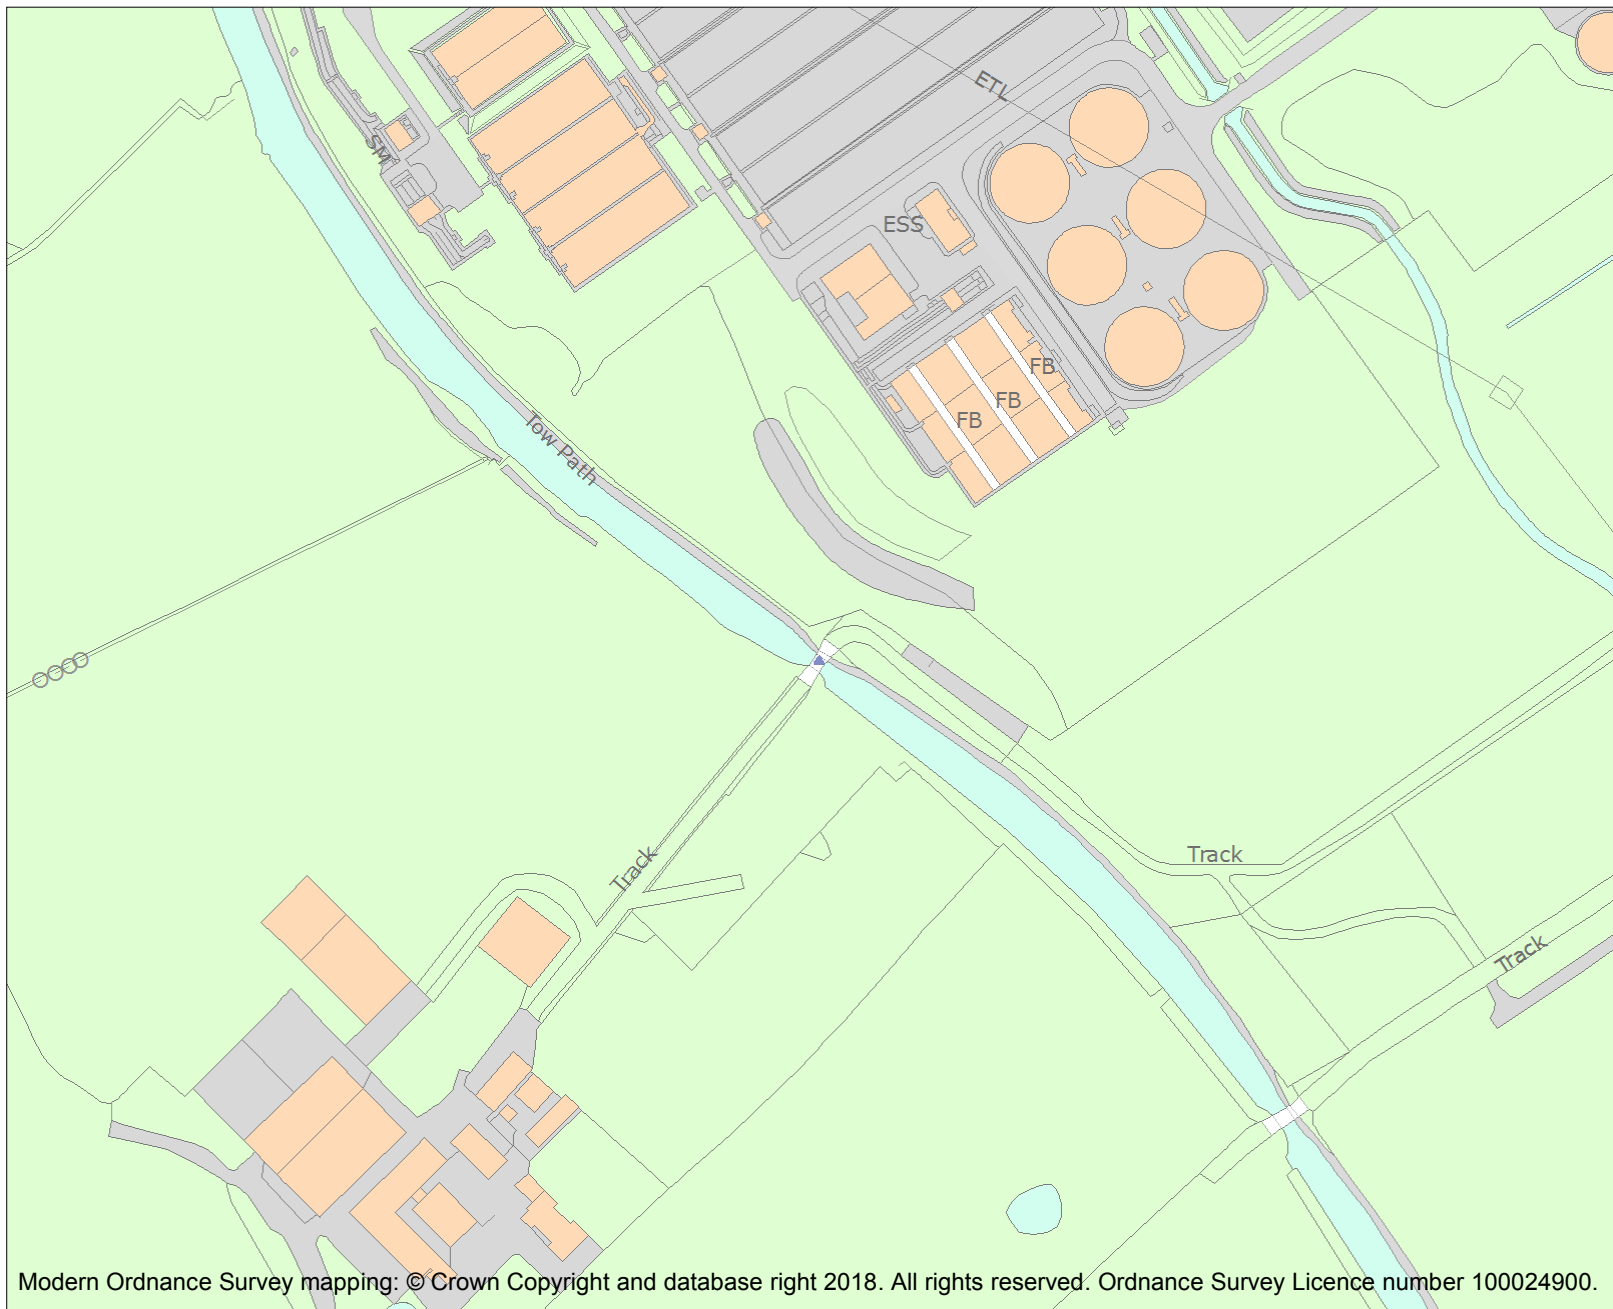 ETL
SM
ESS
FB
FB
FB
Tow Path
Track
Track
Track
Modern Ordnance Survey mapping: © Crown Copyright and database right 2018. All rights reserved. Ordnance Survey Licence number 100024900.